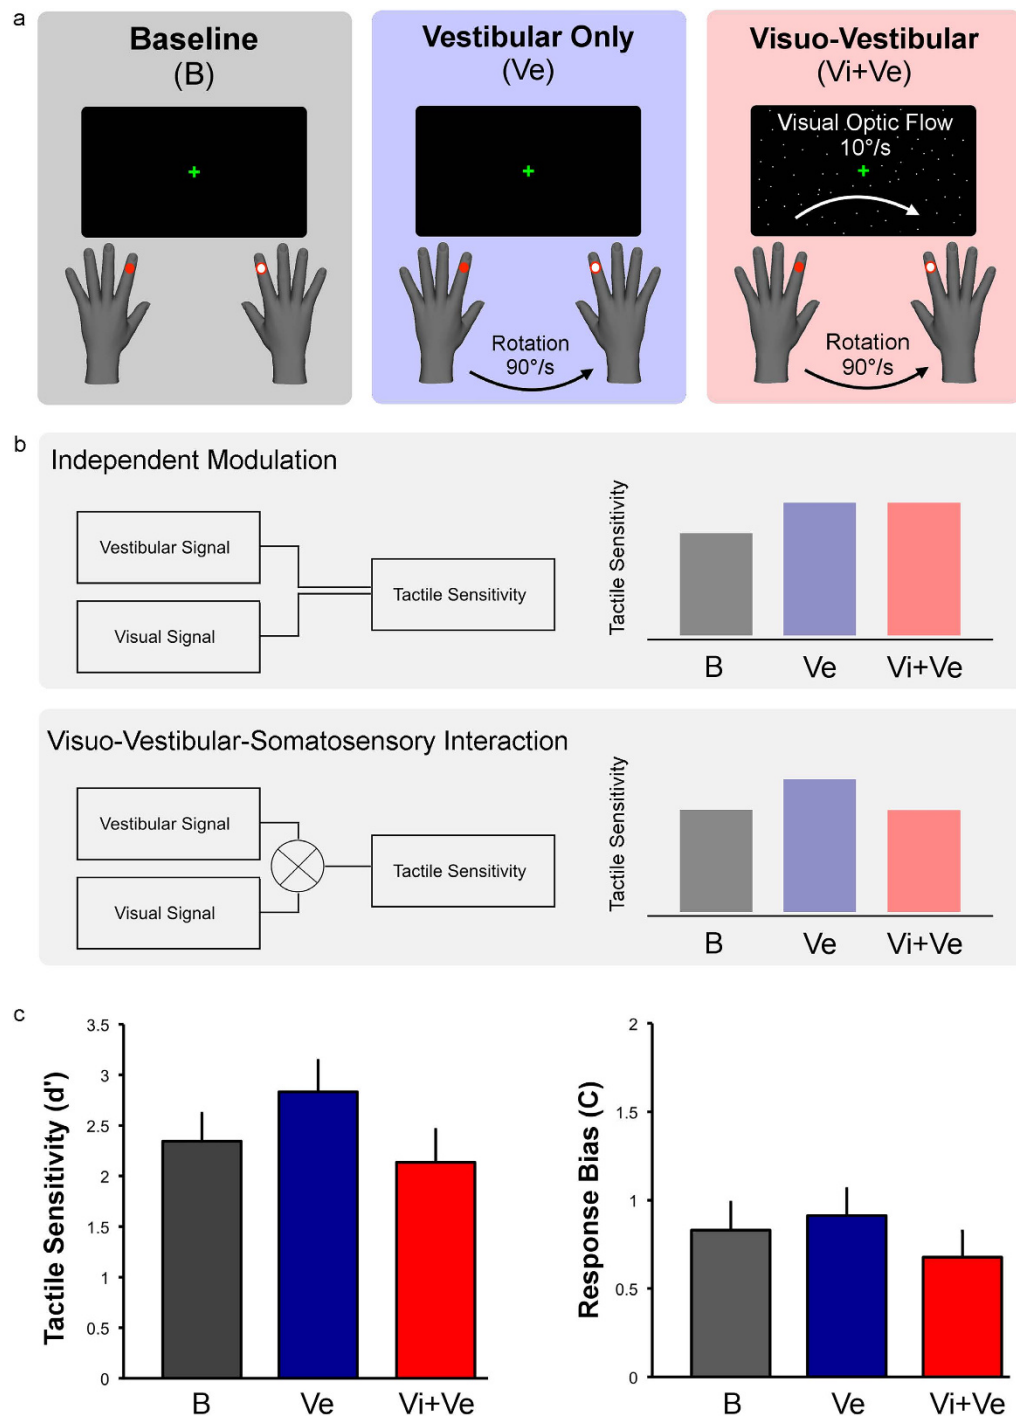 a
Baseline
(B)
Vestibular Only
(Ve)
Rotation
90°/s
Visuo-Vestibular
(Vi+Ve)
Visual Optic Flow
10°/s
Rotation
90°/s
b
Independent Modulation
Vestibular Signal
Visual Signal
Tactile Sensitivity
Tactile Sensitivity
B Ve Vi+Ve
Visuo-Vestibular-Somatosensory Interaction
Vestibular Signal
Visual Signal
Tactile Sensitivity
Tactile Sensitivity
B Ve Vi+Ve
c
Tactile Sensitivity (d')
3.5
3
2.5
2
1.5
1
0.5
0
B Ve Vi+Ve
Response Bias (C)
2
1.5
1
0.5
0
B Ve Vi+Ve